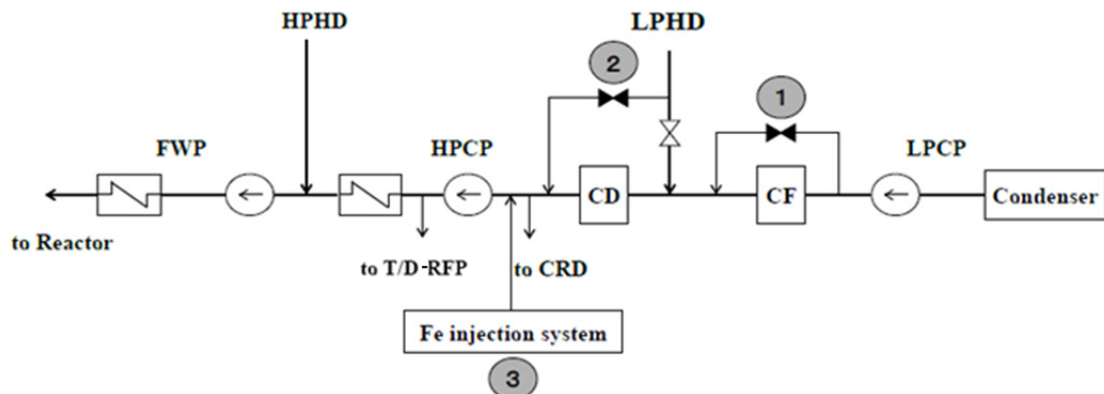 HPHD
LPHD
2
1
FWP
HPCP
LPCP
CD
CF
Condenser
to Reactor
to T/D-RFP
to CRD
Fe injection system
3